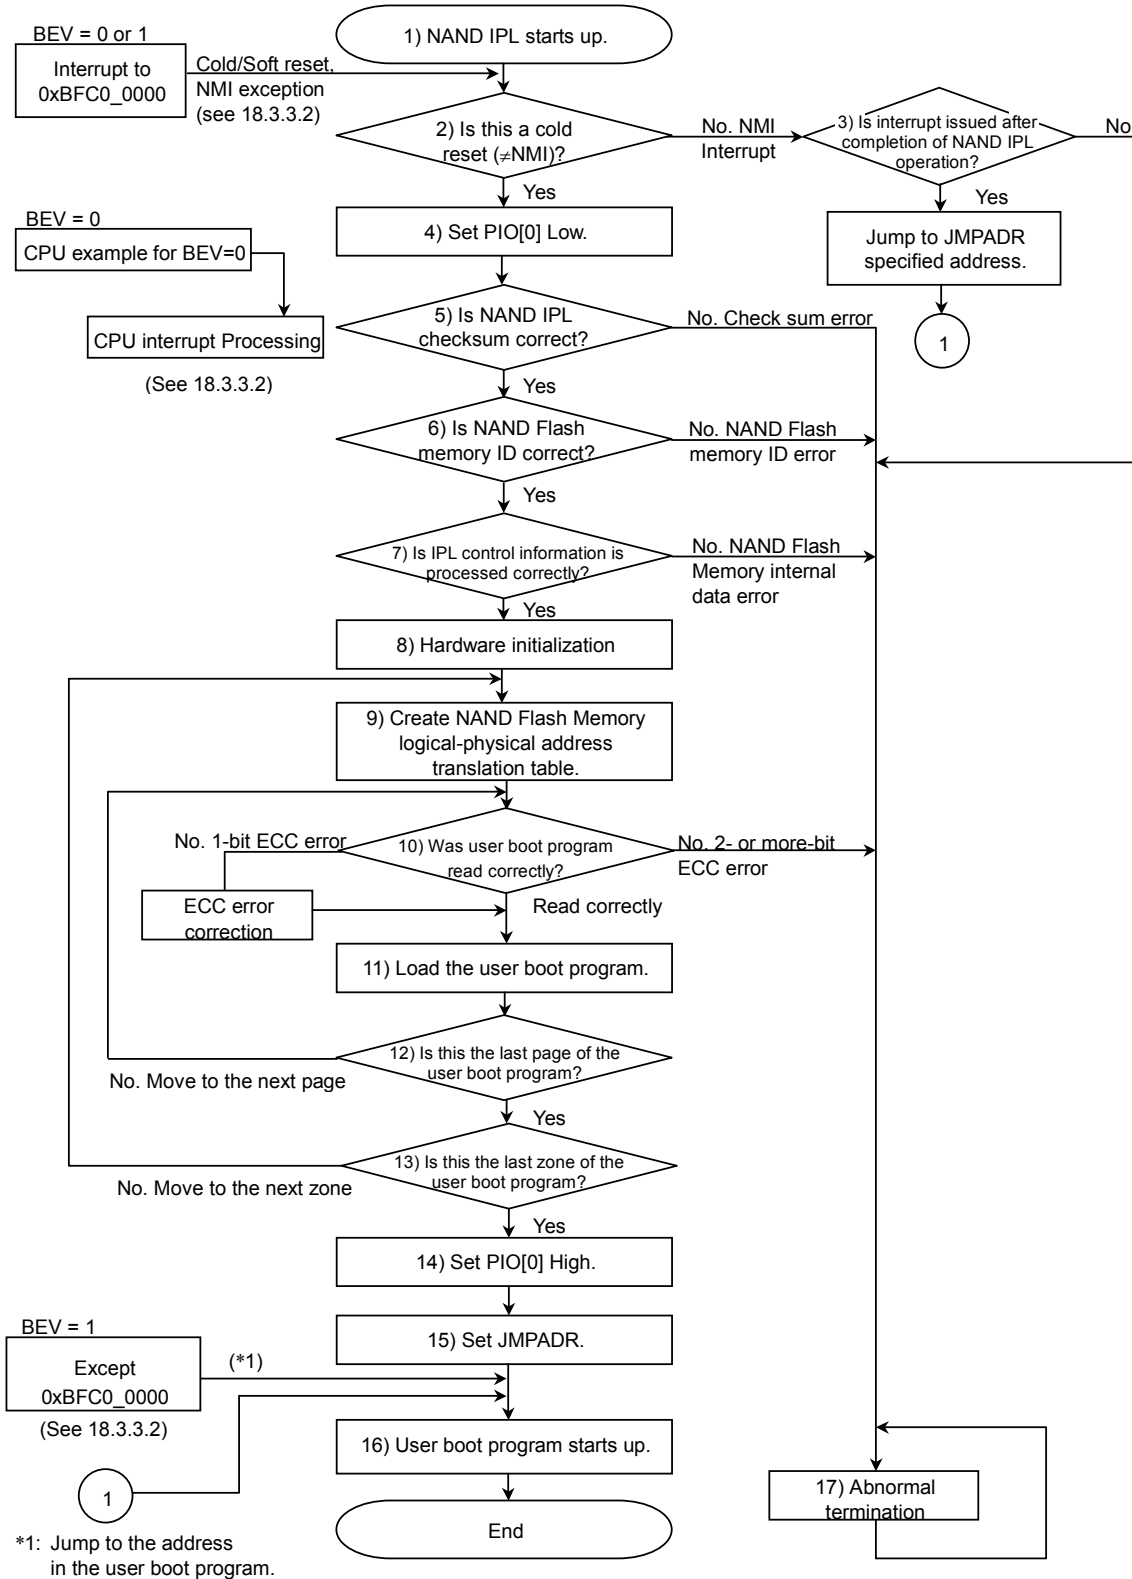 BEV = 0 or 1
Interrupt to
0xBFC0_0000
Cold/Soft reset,
NMI exception
(see 18.3.3.2)
1) NAND IPL starts up.
2) Is this a cold
reset (≠NMI)?
No. NMI
Interrupt
3) Is interrupt issued after
completion of NAND IPL
operation?
No
Yes
Yes
BEV = 0
CPU example for BEV=0
4) Set PIO[0] Low.
Jump to JMPADR
specified address.
CPU interrupt Processing
(See 18.3.3.2)
5) Is NAND IPL
checksum correct?
No. Check sum error
1
Yes
6) Is NAND Flash
memory ID correct?
No. NAND Flash
memory ID error
Yes
7) Is IPL control information is
processed correctly?
No. NAND Flash
Memory internal
data error
Yes
8) Hardware initialization
9) Create NAND Flash Memory
logical-physical address
translation table.
No. 1-bit ECC error
10) Was user boot program
read correctly?
No. 2- or more-bit
ECC error
ECC error
correction
Read correctly
11) Load the user boot program.
12) Is this the last page of the
user boot program?
No. Move to the next page
Yes
13) Is this the last zone of the
user boot program?
No. Move to the next zone
Yes
14) Set PIO[0] High.
BEV = 1
Except
0xBFC0_0000
(See 18.3.3.2)
(*1)
15) Set JMPADR.
16) User boot program starts up.
1
17) Abnormal
termination
End
*1: Jump to the address
in the user boot program.